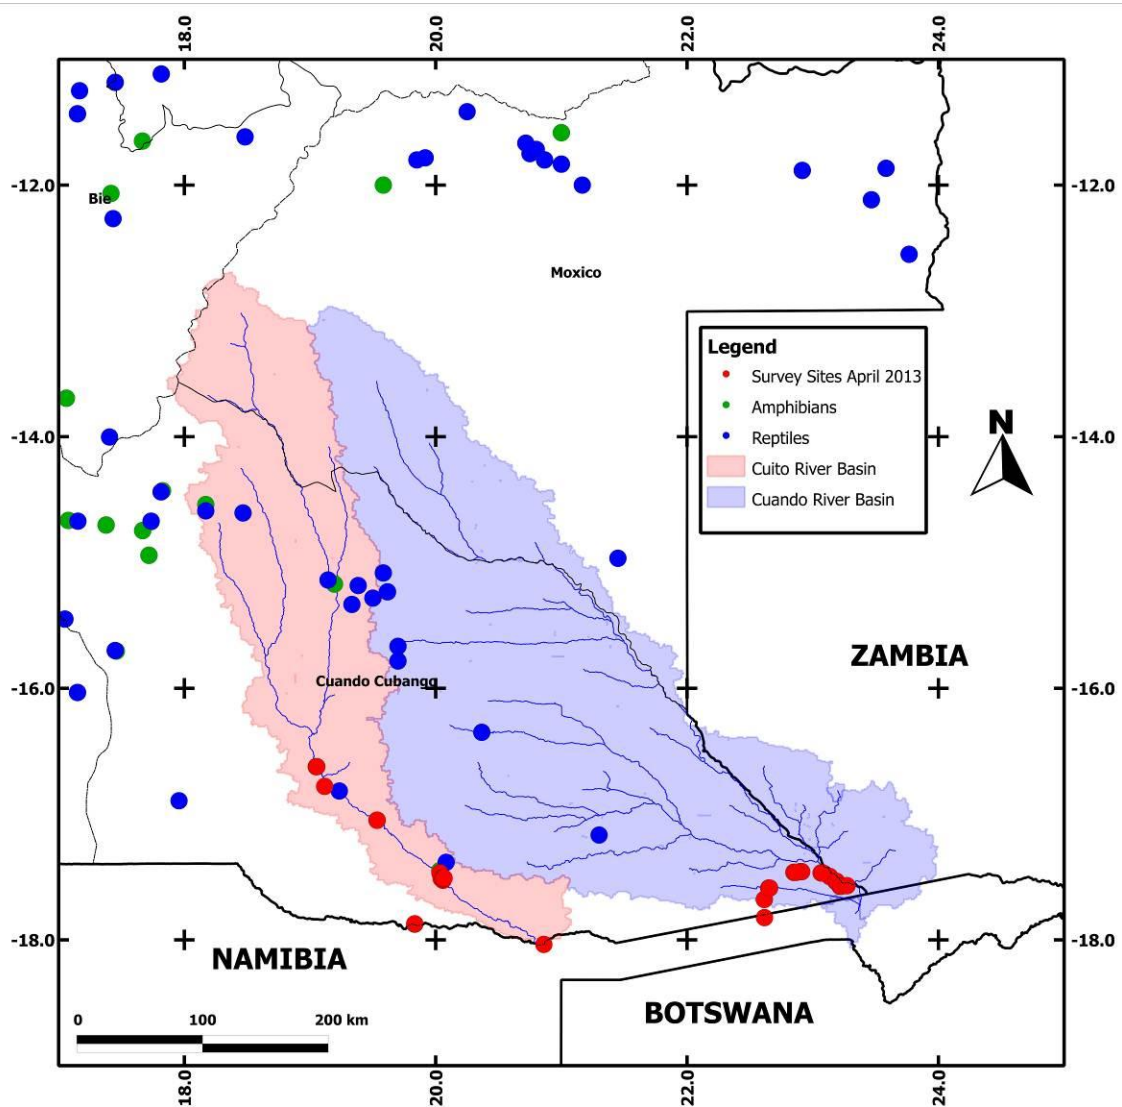 18.0
20.0
22.0
24.0
-12.0
-12.0
Bie
Moxico
Legend
Survey Sites April 2013
Amphibians
Reptiles
Cuito River Basin
Cuando River Basin
N
-14.0
-14.0
ZAMBIA
Cuando Cubango
-16.0
-16.0
-18.0
-18.0
NAMIBIA
BOTSWANA
0
100
200 km
18.0
20.0
22.0
24.0